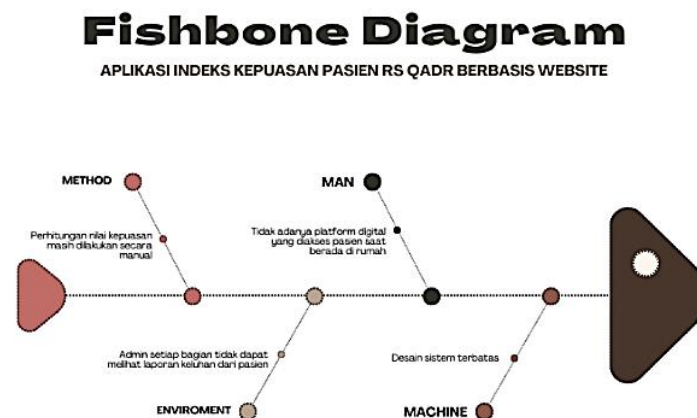 Fishbone Diagram
APLIKASI INDEKS KEPUASAN PASIEN RS QADR BERBASIS WEBSITE
METHOD
Perhitungan nilai kepuasan
masih dilakukan secara
manual
MAN
Tidak adanya platform digital
yang diakses pasien saat
berada di rumah
Admin setiap bagian tidak dapat
melihat laporan keluhan dari pasien
ENVIROMENT
Desain sistem terbatas
MACHINE